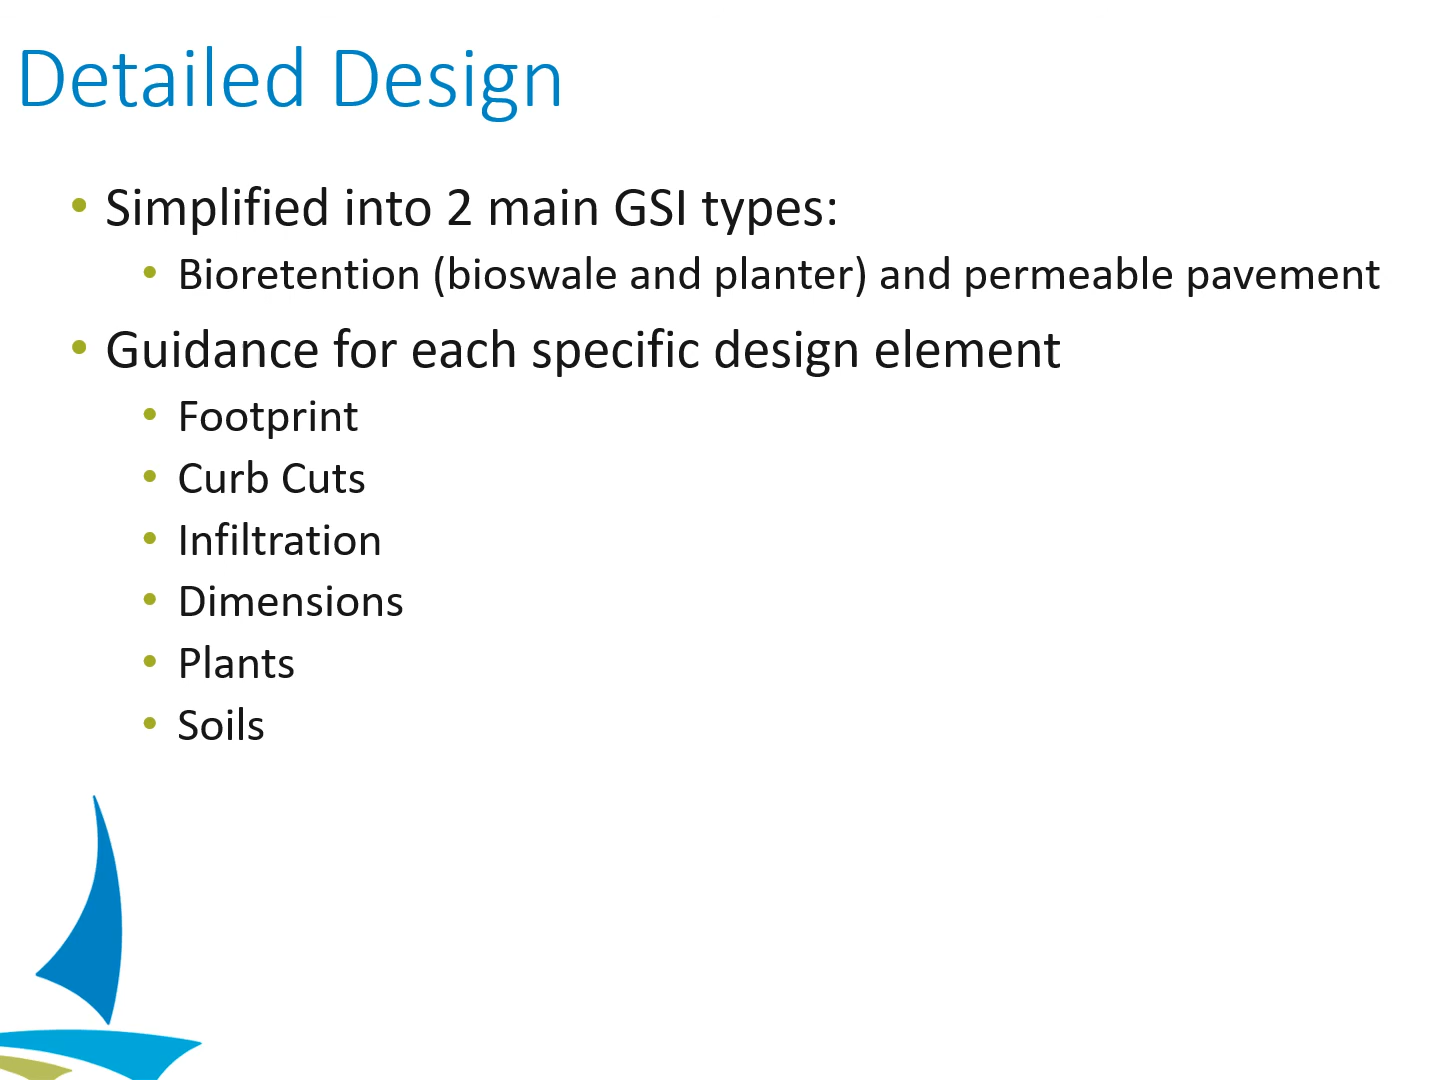 Detailed Design
• Simplified into 2 main GSI types:
• Bioretention (bioswale and planter) and permeable pavement
• Guidance for each specific design element
• Footprint
• Curb Cuts
• Infiltration
• Dimensions
• Plants
• Soils